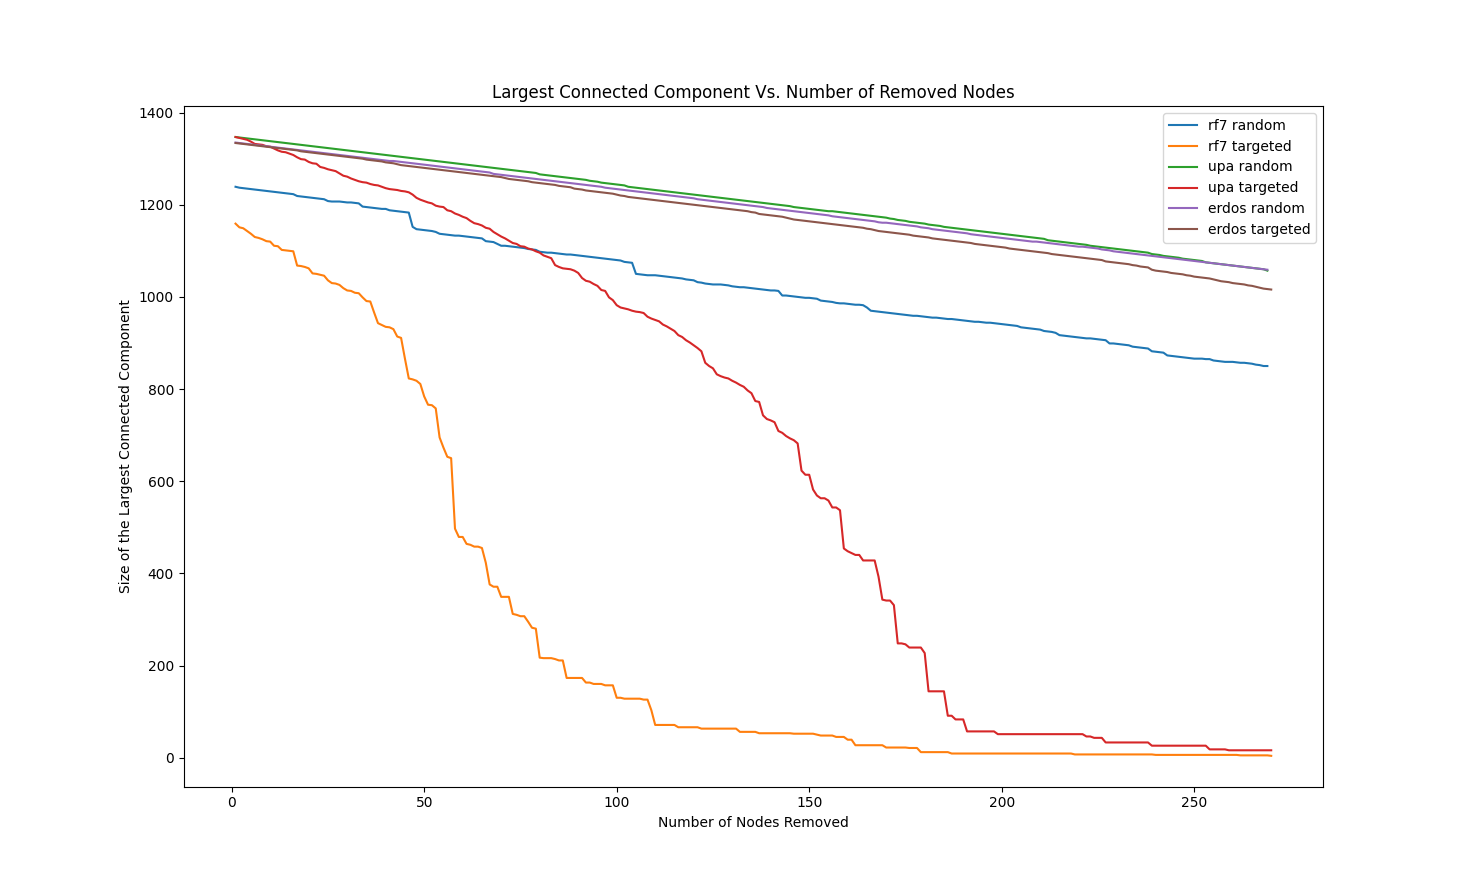 Largest Connected Component Vs. Number of Removed Nodes
1400
1200
1000
800
600
400
200
0
Size of the Largest Connected Component
rf7 random
rf7 targeted
upa random
upa targeted
erdos random
erdos targeted
0 50 100 150 200 250
Number of Nodes Removed